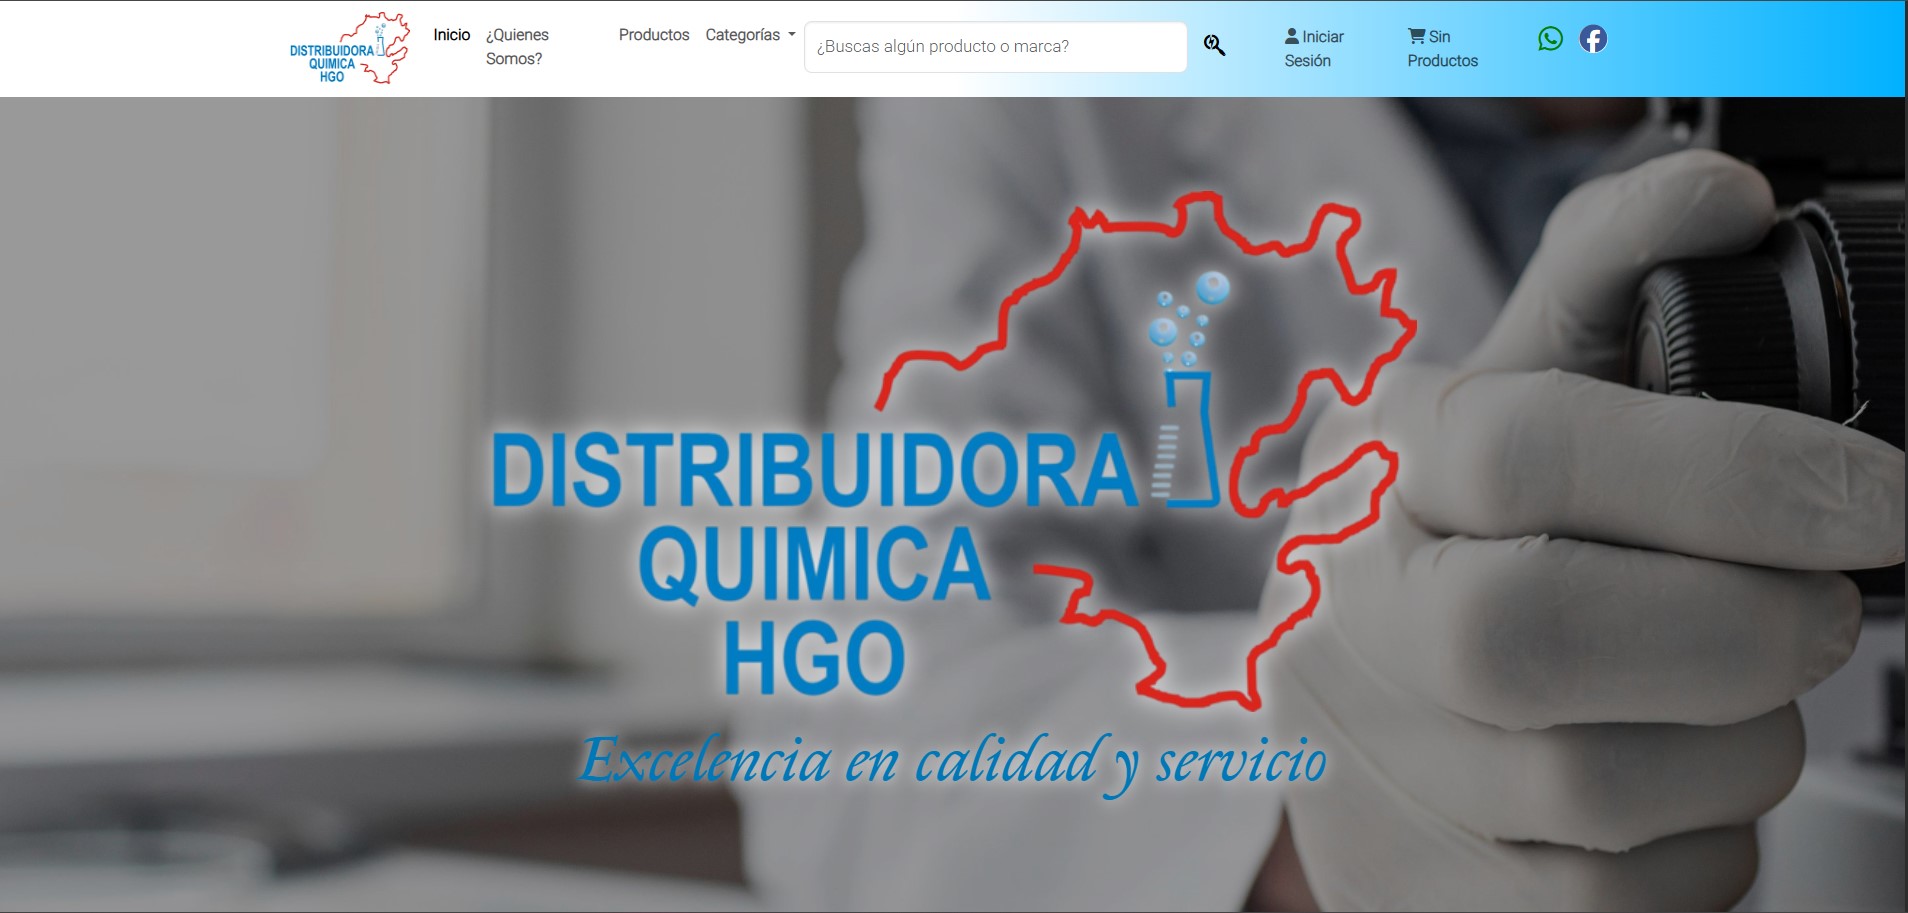 DISTRIBUIDORA
QUIMICA
HGO
Inicio
¿Quienes
Somos?
Productos
Categorías
¿Buscas algún producto o marca?
Iniciar
Sesión
Sin
Productos
DISTRIBUIDORA
QUIMICA
HGO
Excelencia en calidad y servicio